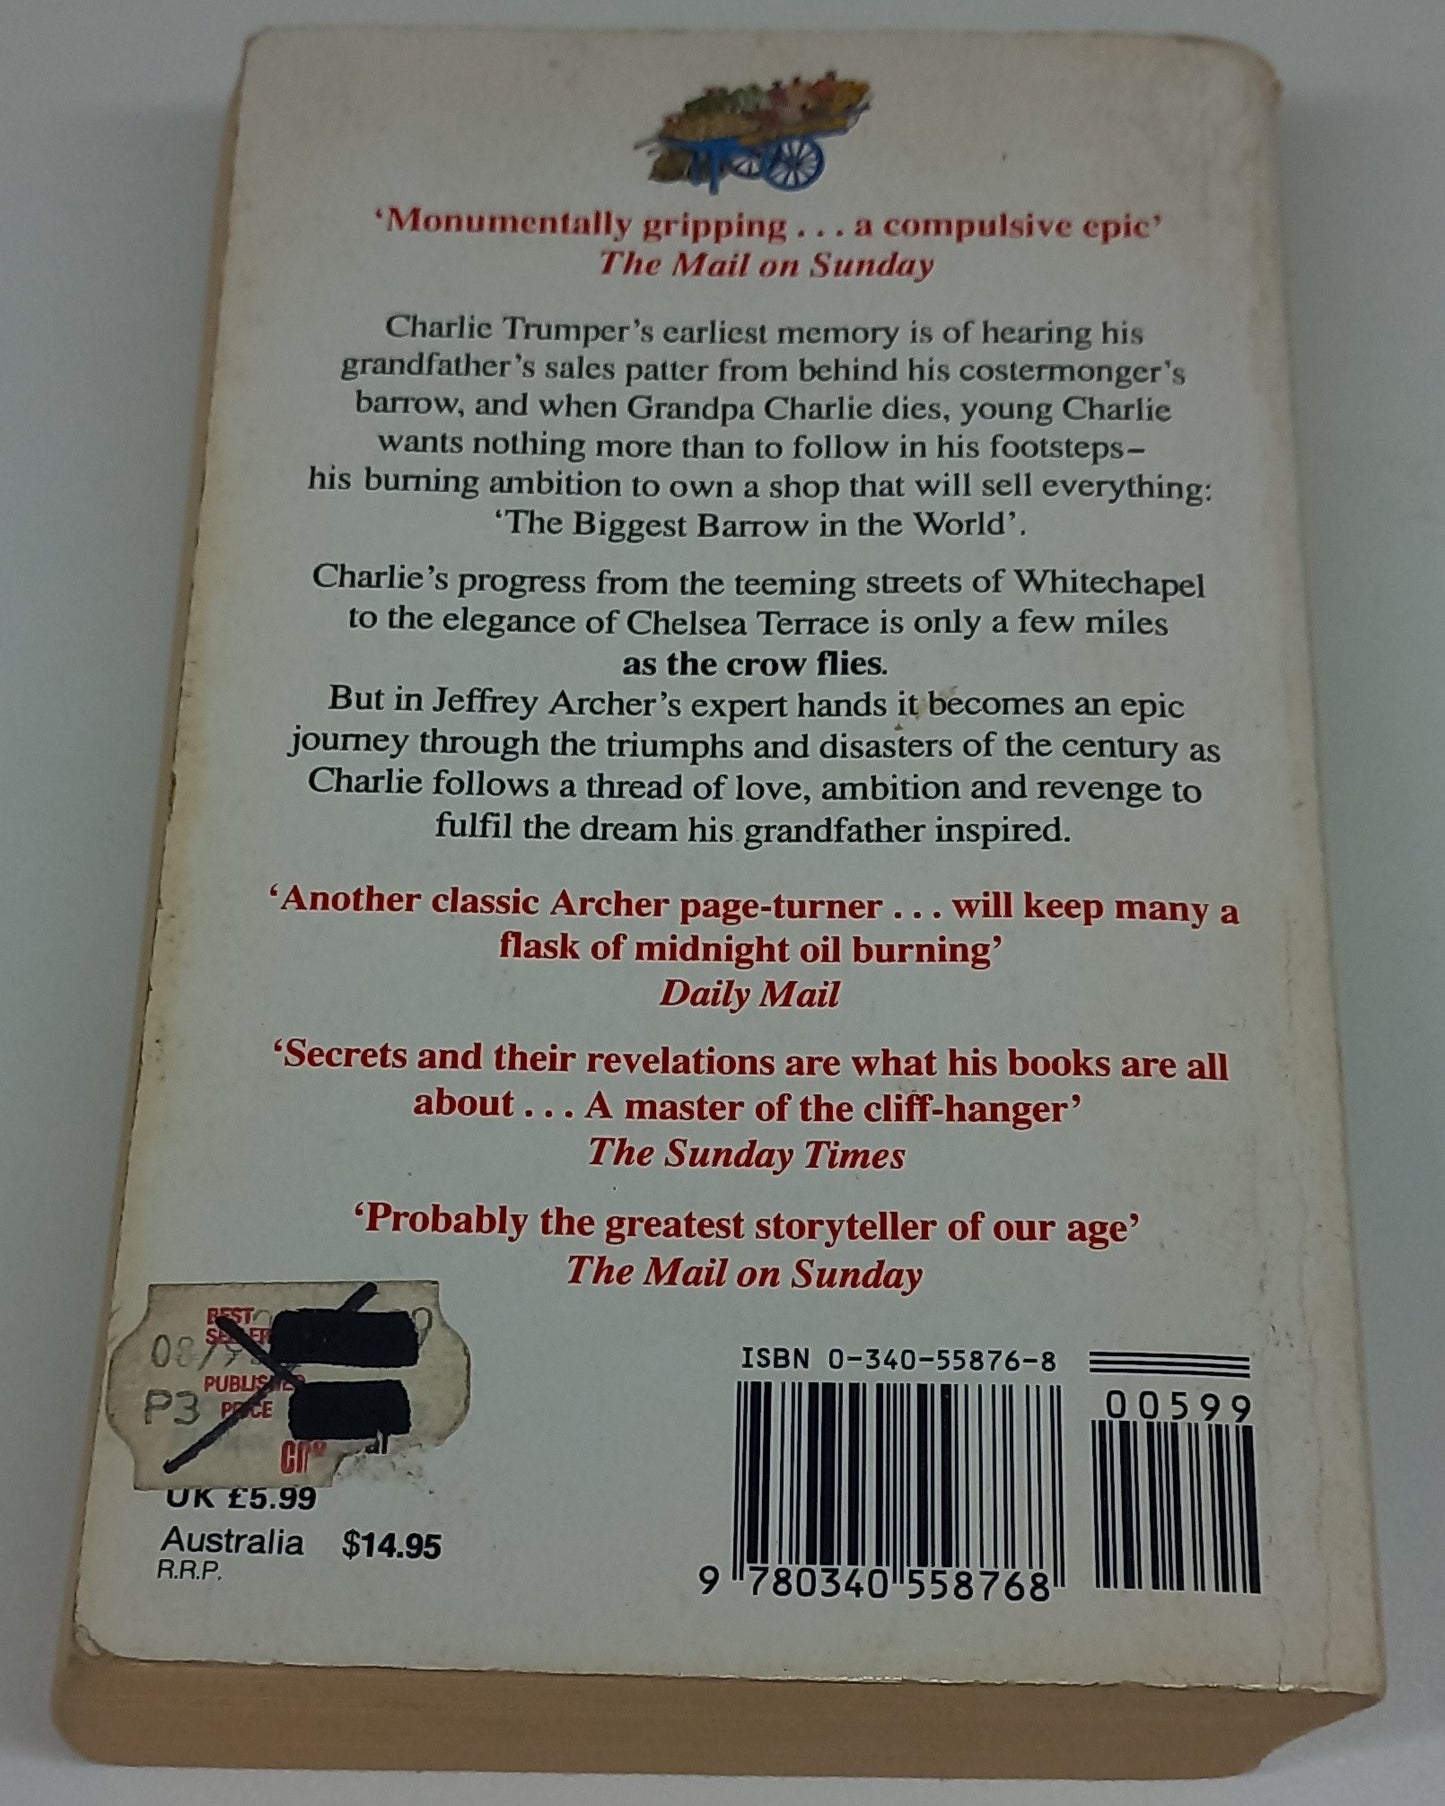 ‘Monumentally gripping . . . a compulsive epic’
The Mail on Sunday
Charlie Trumper’s earliest memory is of hearing his
grandfather’s sales patter from behind his costermonger’s
barrow, and when Grandpa Charlie dies, young Charlie
wants nothing more than to follow in his footsteps–
his burning ambition to own a shop that will sell everything:
‘The Biggest Barrow in the World’.
Charlie’s progress from the teeming streets of Whitechapel
to the elegance of Chelsea Terrace is only a few miles
as the crow flies.
But in Jeffrey Archer’s expert hands it becomes an epic
journey through the triumphs and disasters of the century as
Charlie follows a thread of love, ambition and revenge to
fulfil the dream his grandfather inspired.
‘Another classic Archer page-turner . . . will keep many a
flask of midnight oil burning’
Daily Mail
‘Secrets and their revelations are what his books are all
about . . . A master of the cliff-hanger’
The Sunday Times
‘Probably the greatest storyteller of our age’
The Mail on Sunday
BEST
SELLER
PUBLISHED
P3 PRICE
UK £5.99
Australia $14.95
R.R.P.
ISBN 0-340-55876-8
00599
9 780340 558768